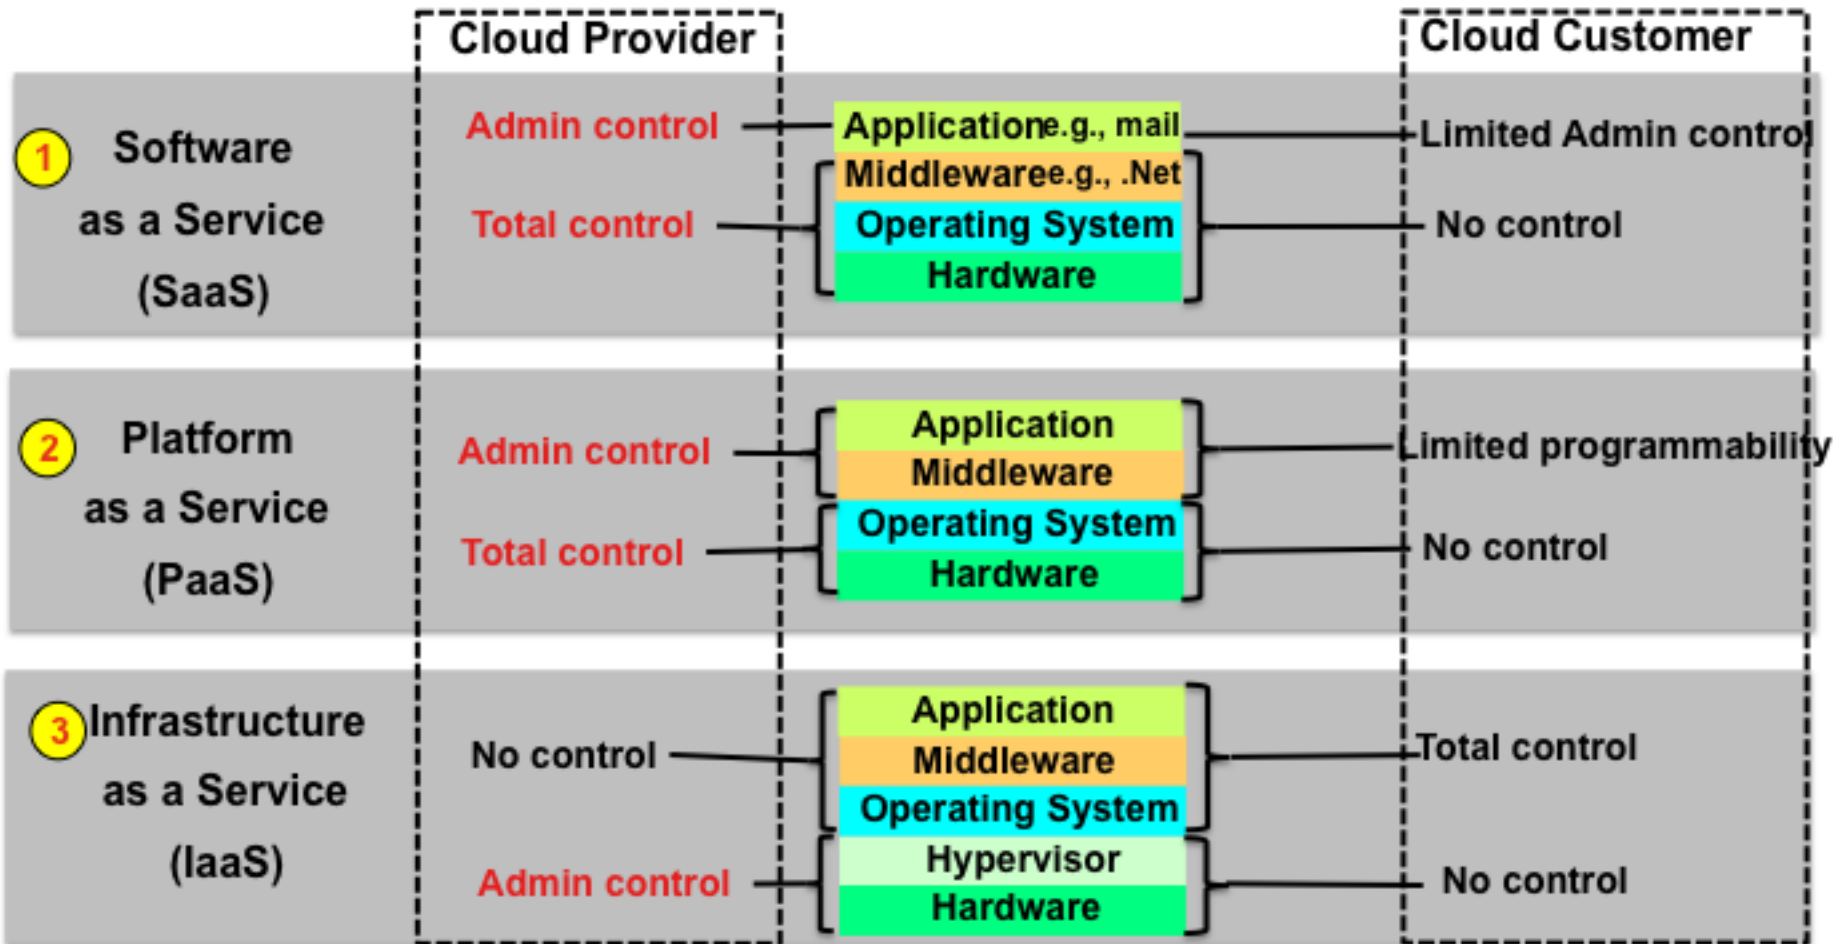 Cloud Provider
Cloud Customer
1
Software
as a Service
(SaaS)
Admin control
Total control
Application e.g., mail
Middleware e.g., .Net
Operating System
Hardware
Limited Admin control
No control
2
Platform
as a Service
(PaaS)
Admin control
Total control
Application
Middleware
Operating System
Hardware
Limited programmability
No control
3
Infrastructure
as a Service
(IaaS)
No control
Admin control
Application
Middleware
Operating System
Hypervisor
Hardware
Total control
No control